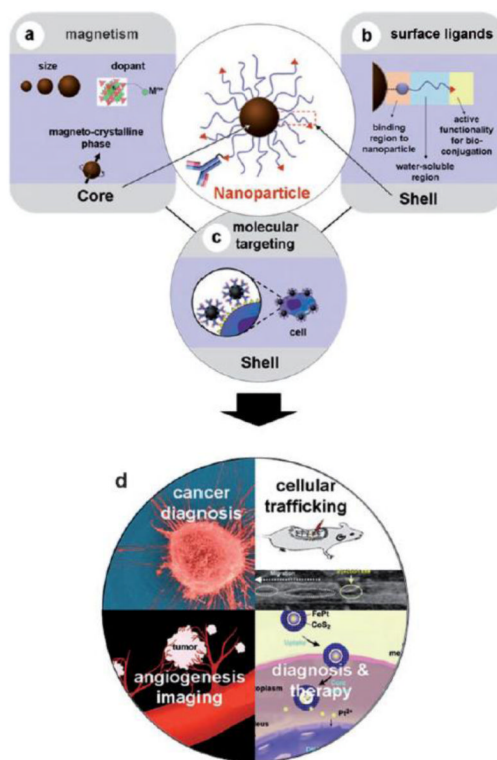 a
magnetism
size
dopant
magneto-crystalline
phase
Core
Nanoparticle
b
surface ligands
binding
region to
nanoparticle
active
functionality
for bio-
conjugation
water-soluble
region
Shell
c
molecular
targeting
cell
Shell
d
cancer
diagnosis
cellular
trafficking
Migration
tumor
angiogenesis
imaging
FePt
CoS₂
diagnosis &
therapy